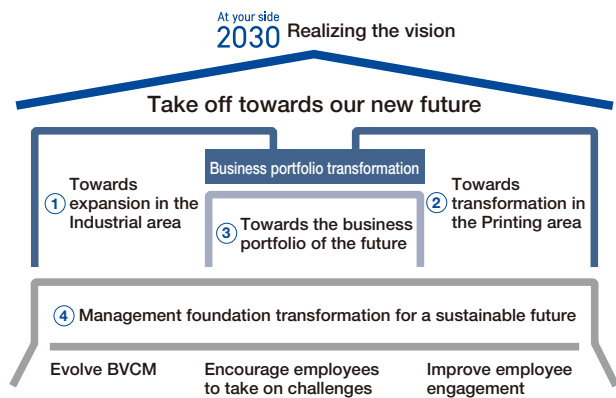 At your side
2030 Realizing the vision
Take off towards our new future
Business portfolio transformation
1 Towards
expansion in the
Industrial area
2 Towards
transformation in
the Printing area
3 Towards the business
portfolio of the future
4 Management foundation transformation for a sustainable future
Evolve BVCM
Encourage employees
to take on challenges
Improve employee
engagement